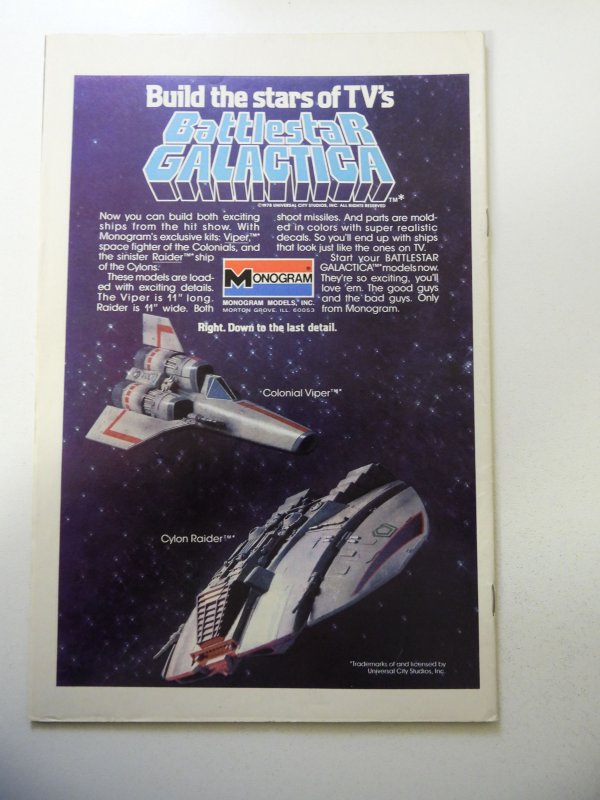 Build the stars of TV's
Battlestar
GALACTICA
™*
©1978 UNIVERSAL CITY STUDIOS, INC. ALL RIGHTS RESERVED
Now you can build both exciting
ships from the hit show. With
Monogram's exclusive kits: Viper,™*
space fighter of the Colonials, and
the sinister Raider™*ship
of the Cylons.
These models are load-
ed with exciting details.
The Viper is 11" long.
Raider is 11" wide. Both
shoot missiles. And parts are mold-
ed in colors with super realistic
decals. So you'll end up with ships
that look just like the ones on TV.
Start your BATTLESTAR
GALACTICA™*models now.
They're so exciting, you'll
love 'em. The good guys
and the bad guys. Only
from Monogram.
MONOGRAM®
MONOGRAM MODELS, INC.
MORTON GROVE, ILL. 60053
Right. Down to the last detail.
Colonial Viper™*
Cylon Raider™*
*Trademarks of and licensed by
Universal City Studios, Inc.